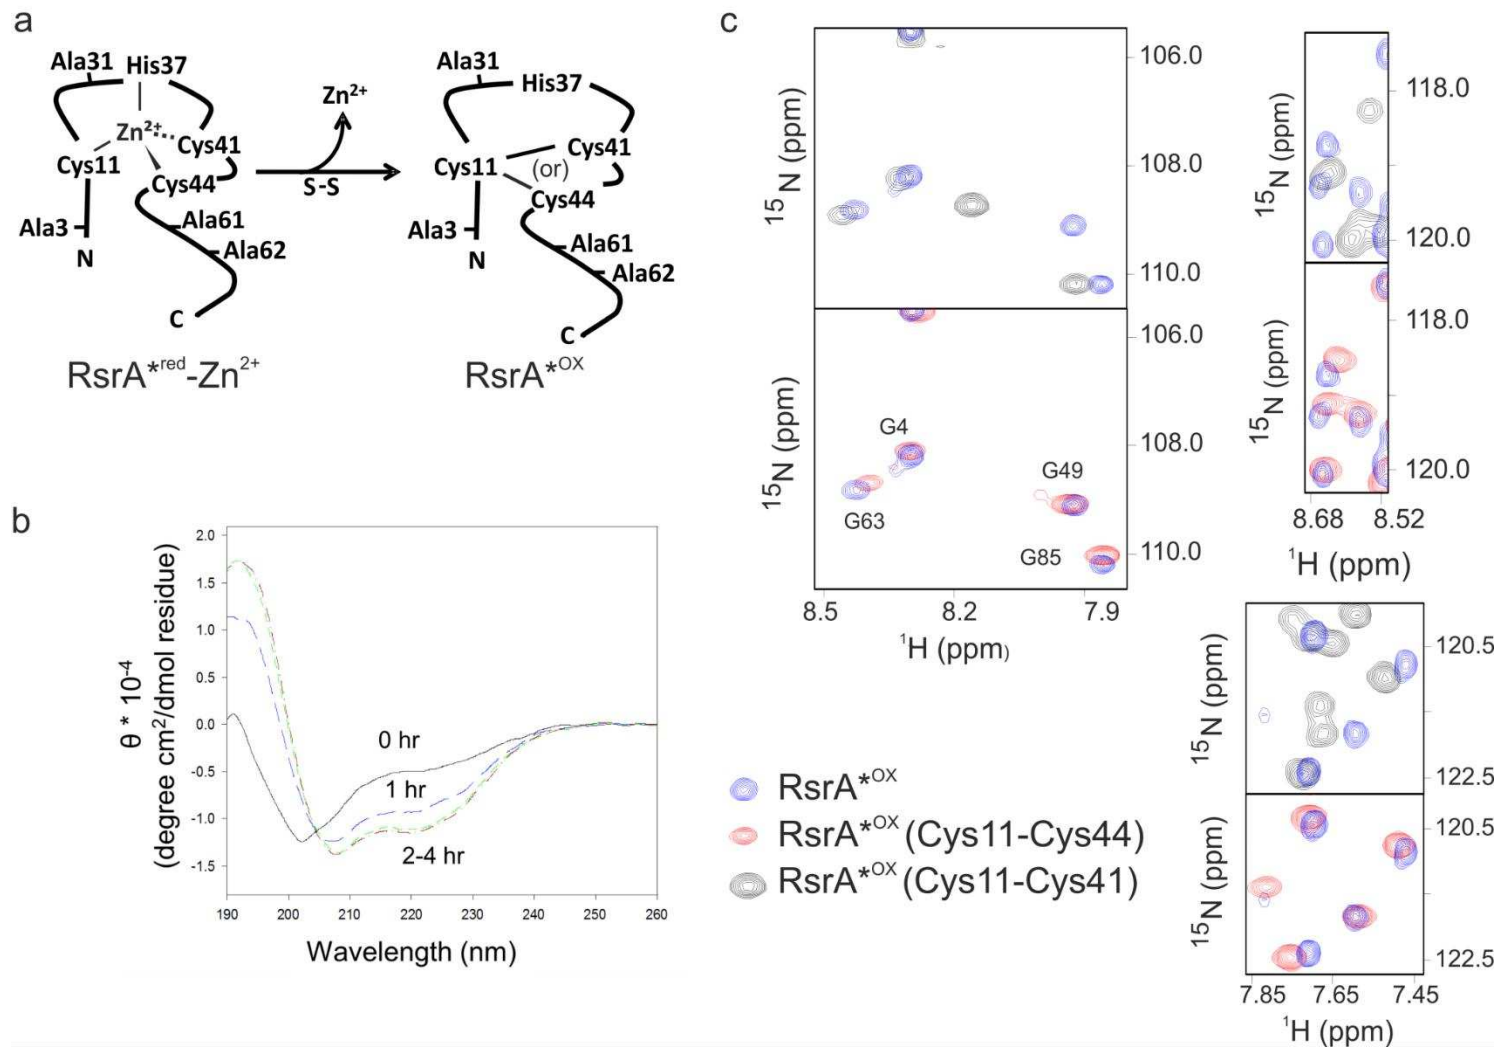 a
Ala31
His37
Zn2+
Cys41
Cys11
Cys44
Ala3
Ala61
Ala62
N
C
RsrA*red-Zn2+
Zn2+
S-S
Ala31
His37
Cys41
Cys11
(or)
Cys44
Ala3
Ala61
Ala62
N
C
RsrA*OX
b
θ * 10-4
(degree cm2/dmol residue)
2.0
1.5
1.0
0.5
0.0
-0.5
-1.0
-1.5
0 hr
1 hr
2-4 hr
190 200 210 220 230 240 250 260
Wavelength (nm)
c
15N (ppm)
106.0
108.0
110.0
15N (ppm)
106.0
108.0
110.0
G4
G49
G63
G85
8.5 8.2 7.9
1H (ppm)
15N (ppm)
118.0
120.0
15N (ppm)
118.0
120.0
8.68 8.52
1H (ppm)
15N (ppm)
120.5
122.5
15N (ppm)
120.5
122.5
7.85 7.65 7.45
1H (ppm)
RsrA*OX
RsrA*OX (Cys11-Cys44)
RsrA*OX (Cys11-Cys41)